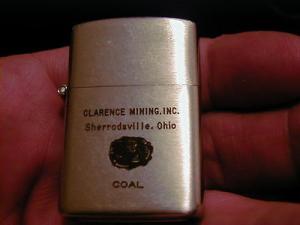 CLARENCE MINING, INC.
Sherrodsville, Ohio
COAL